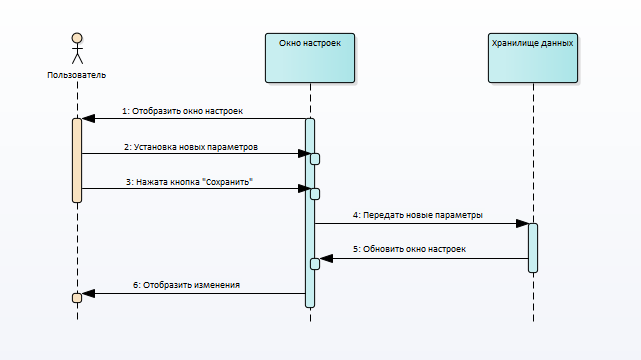 Пользователь
Окно настроек
Хранилище данных
1: Отобразить окно настроек
2: Установка новых параметров
3: Нажата кнопка "Сохранить"
4: Передать новые параметры
5: Обновить окно настроек
6: Отобразить изменения